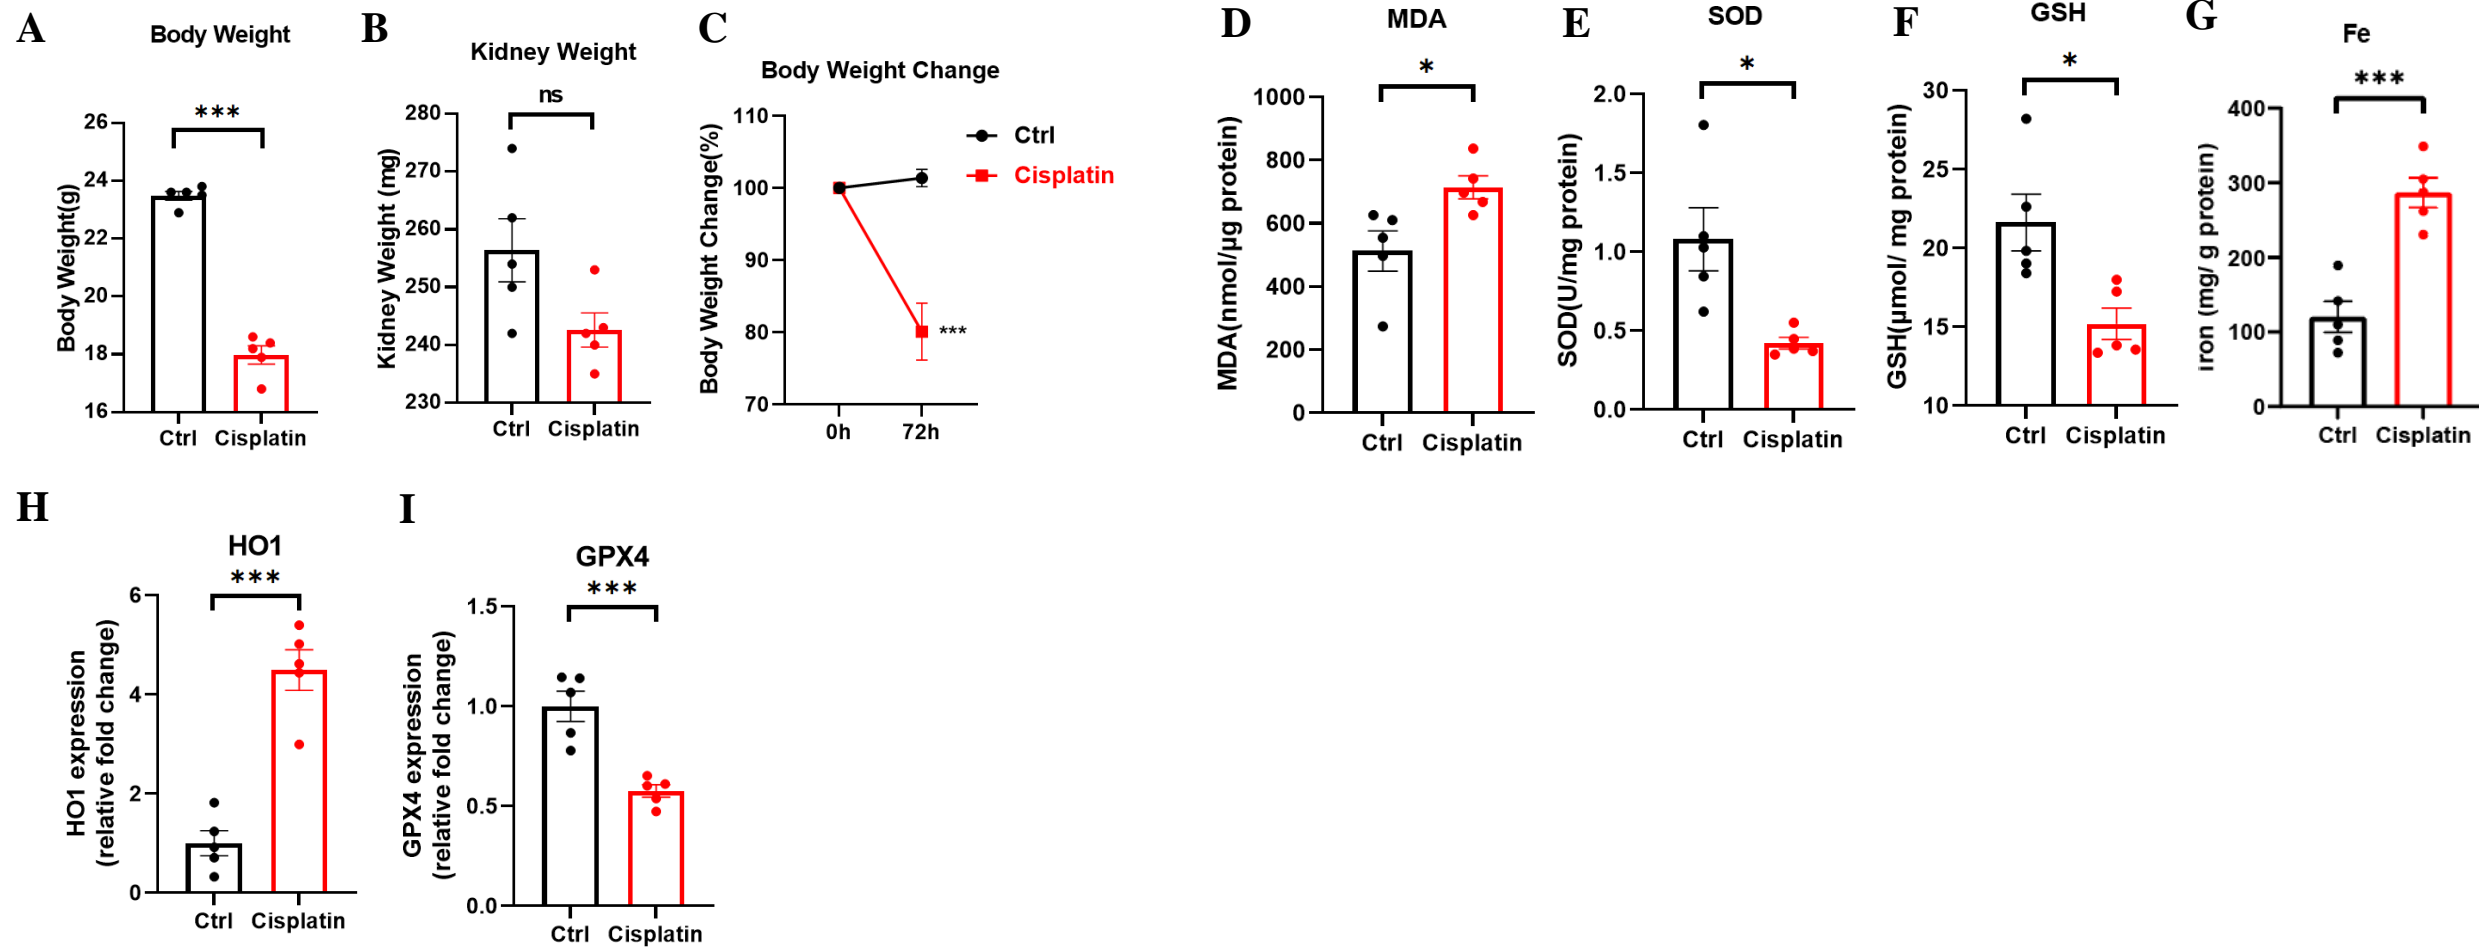 A
Body Weight
***
Body Weight(g)
26
24
22
20
18
16
Ctrl
Cisplatin
B
Kidney Weight
ns
Kidney Weight (mg)
280
270
260
250
240
230
Ctrl
Cisplatin
C
Body Weight Change
Body Weight Change(%)
110
100
90
80
70
0h
72h
Ctrl
Cisplatin
***
D
MDA
*
MDA(nmol/µg protein)
1000
800
600
400
200
0
Ctrl
Cisplatin
E
SOD
*
SOD(U/mg protein)
2.0
1.5
1.0
0.5
0.0
Ctrl
Cisplatin
F
GSH
*
GSH(µmol/ mg protein)
30
25
20
15
10
Ctrl
Cisplatin
G
Fe
***
iron (mg/ g protein)
400
300
200
100
0
Ctrl
Cisplatin
H
HO1
***
HO1 expression
(relative fold change)
6
4
2
0
Ctrl
Cisplatin
I
GPX4
***
GPX4 expression
(relative fold change)
1.5
1.0
0.5
0.0
Ctrl
Cisplatin